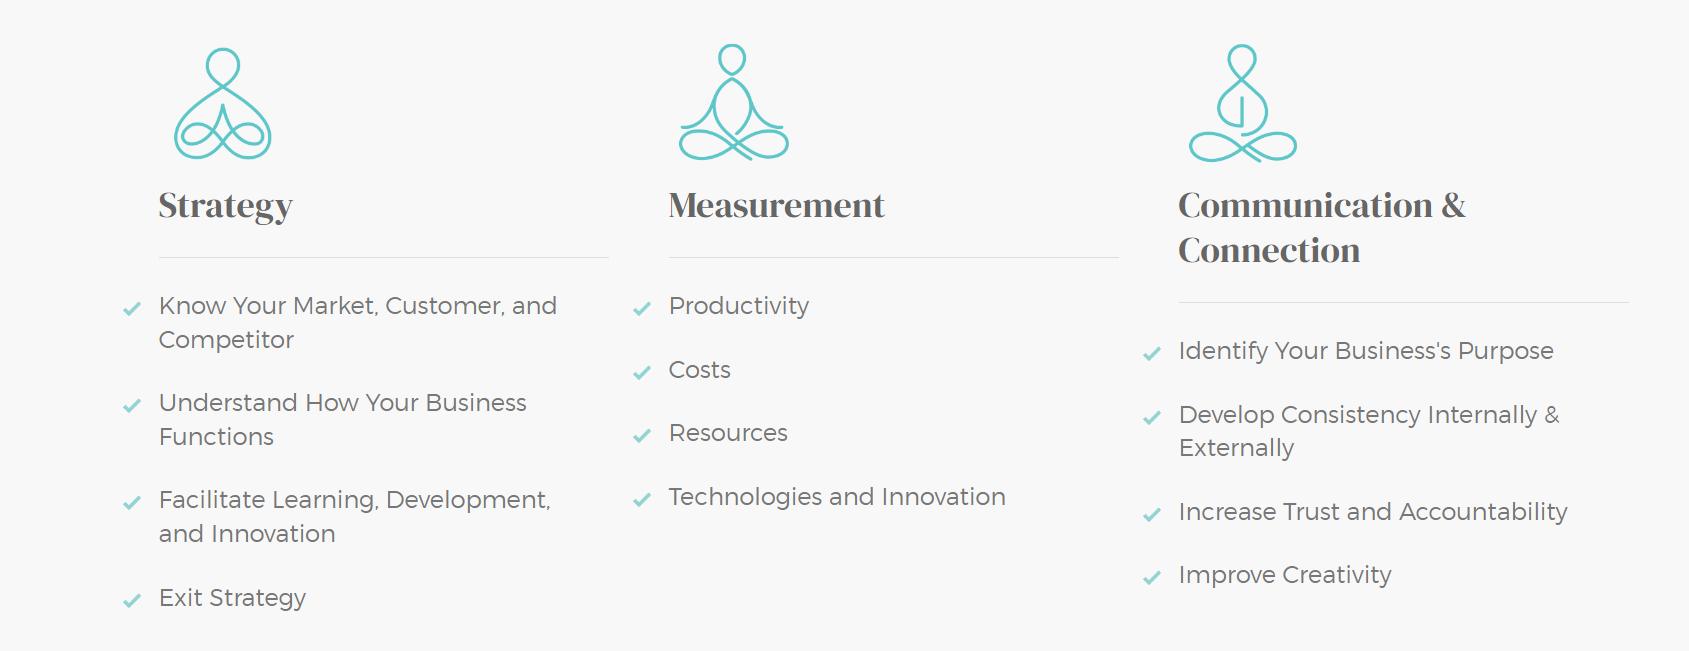 Strategy
Know Your Market, Customer, and
Competitor
Understand How Your Business
Functions
Facilitate Learning, Development,
and Innovation
Exit Strategy
Measurement
Productivity
Costs
Resources
Technologies and Innovation
Communication &
Connection
Identify Your Business's Purpose
Develop Consistency Internally &
Externally
Increase Trust and Accountability
Improve Creativity